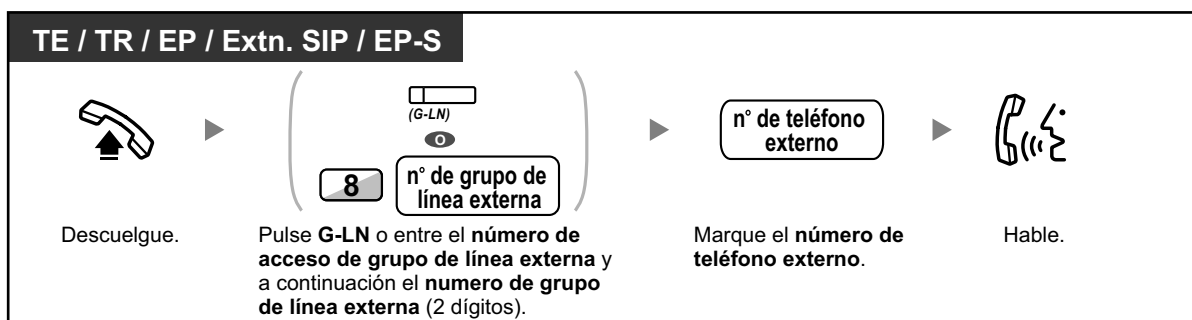 TE / TR / EP / Extn. SIP / EP-S
(G-LN)
O
8
n° de grupo de
línea externa
n° de teléfono
externo
Descuelgue.
Pulse G-LN o entre el número de
acceso de grupo de línea externa y
a continuación el numero de grupo
de línea externa (2 dígitos).
Marque el número de
teléfono externo.
Hable.